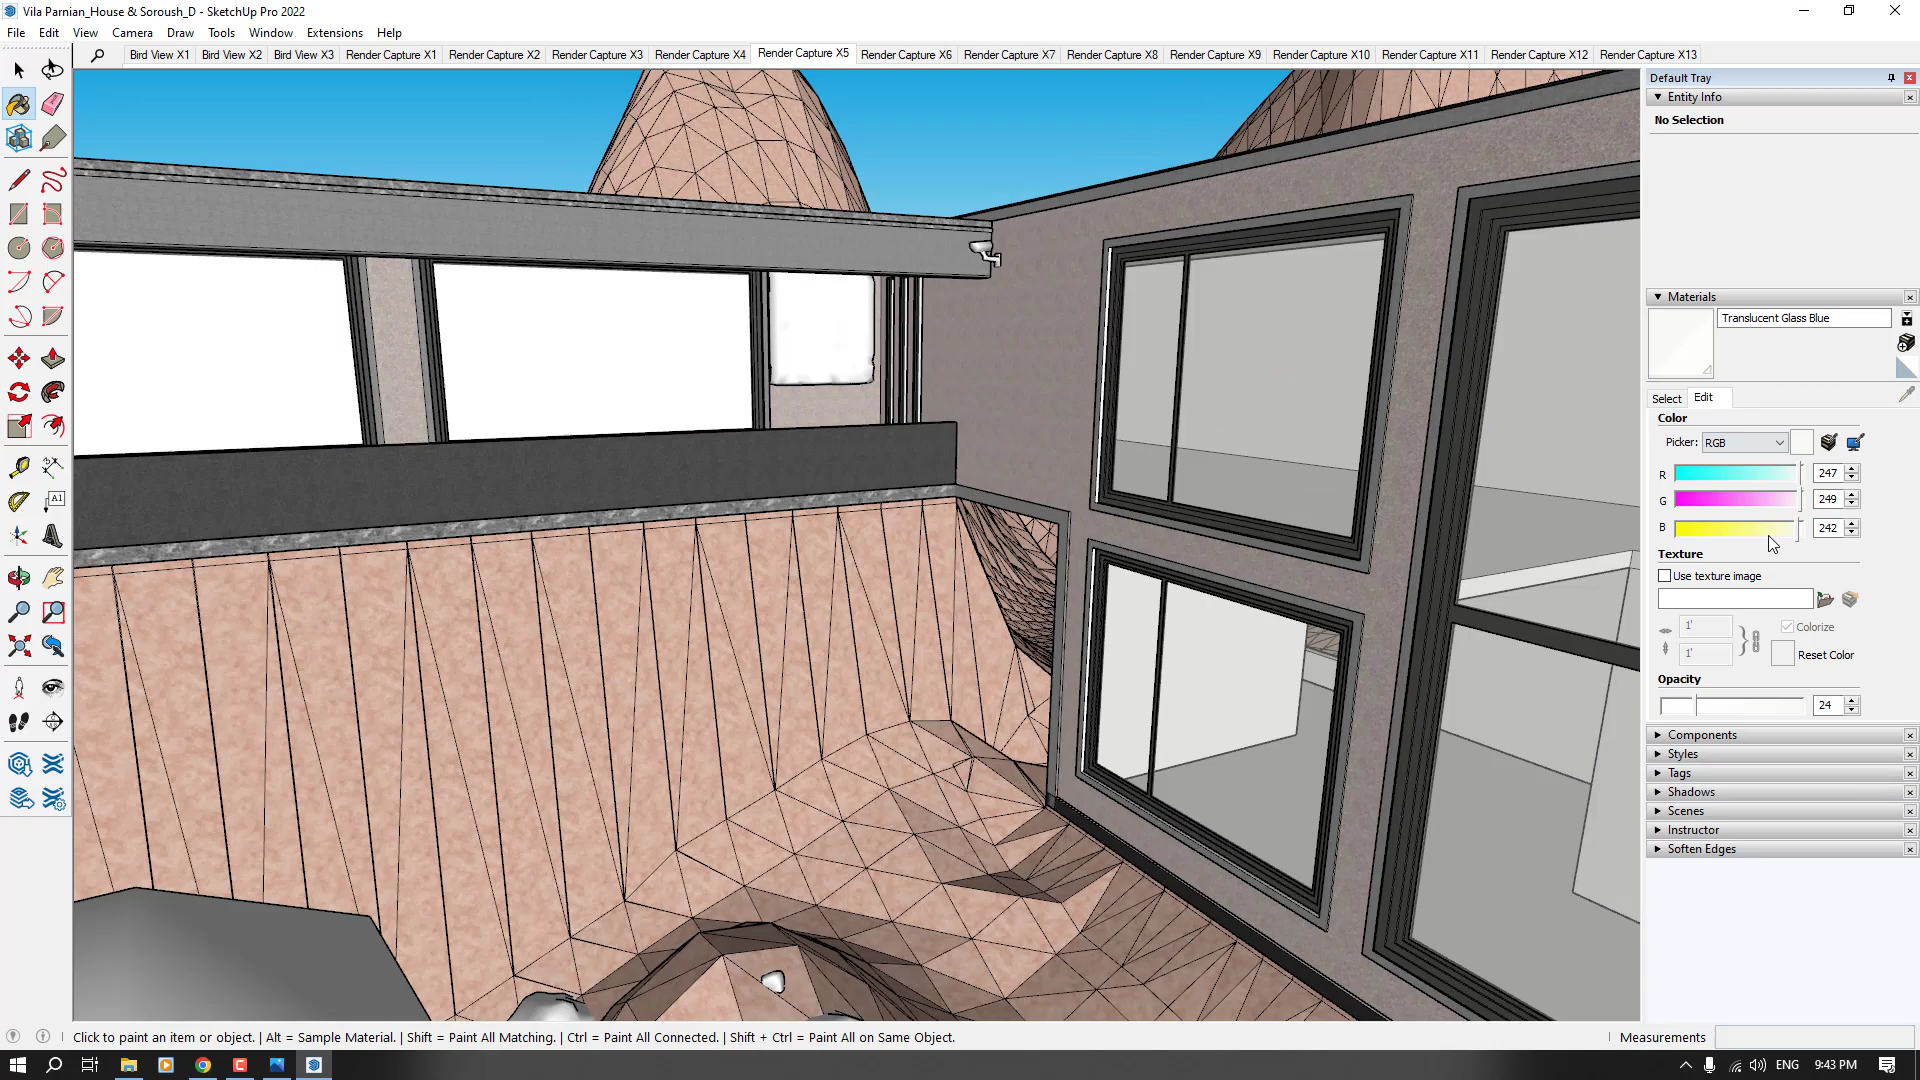 Vila Parnian_House & Soroush_D - SketchUp Pro 2022
File Edit View Camera Draw Tools Window Extensions Help
Bird View X1 Bird View X2 Bird View X3 Render Capture X1 Render Capture X2 Render Capture X3 Render Capture X4 Render Capture X5 Render Capture X6 Render Capture X7 Render Capture X8 Render Capture X9 Render Capture X10 Render Capture X11 Render Capture X12 Render Capture X13
Default Tray
Entity Info
No Selection
Materials
Translucent Glass Blue
Select Edit
Color
Picker: RGB
R 247
G 249
B 242
Texture
Use texture image
1'
Colorize
1'
Reset Color
Opacity
24
Components
Styles
Tags
Shadows
Scenes
Instructor
Soften Edges
A1
Click to paint an item or object. | Alt = Sample Material. | Shift = Paint All Matching. | Ctrl = Paint All Connected. | Shift + Ctrl = Paint All on Same Object.
Measurements
ENG 9:43 PM